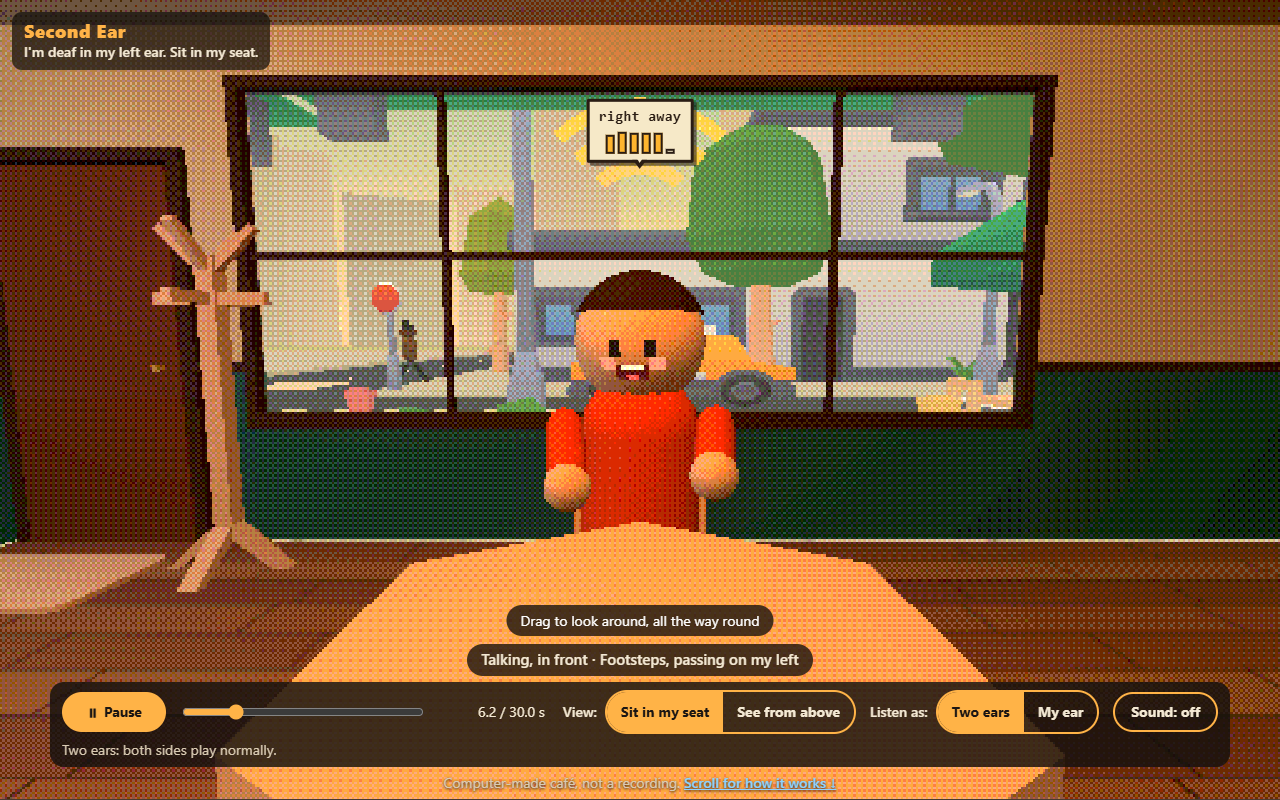 Second Ear
I'm deaf in my left ear. Sit in my seat.
right away
Drag to look around, all the way round
Talking, in front · Footsteps, passing on my left
Pause
6.2 / 30.0 s
View:
Sit in my seat
See from above
Listen as:
Two ears
My ear
Sound: off
Two ears: both sides play normally.
Computer-made café, not a recording. Scroll for how it works ↓